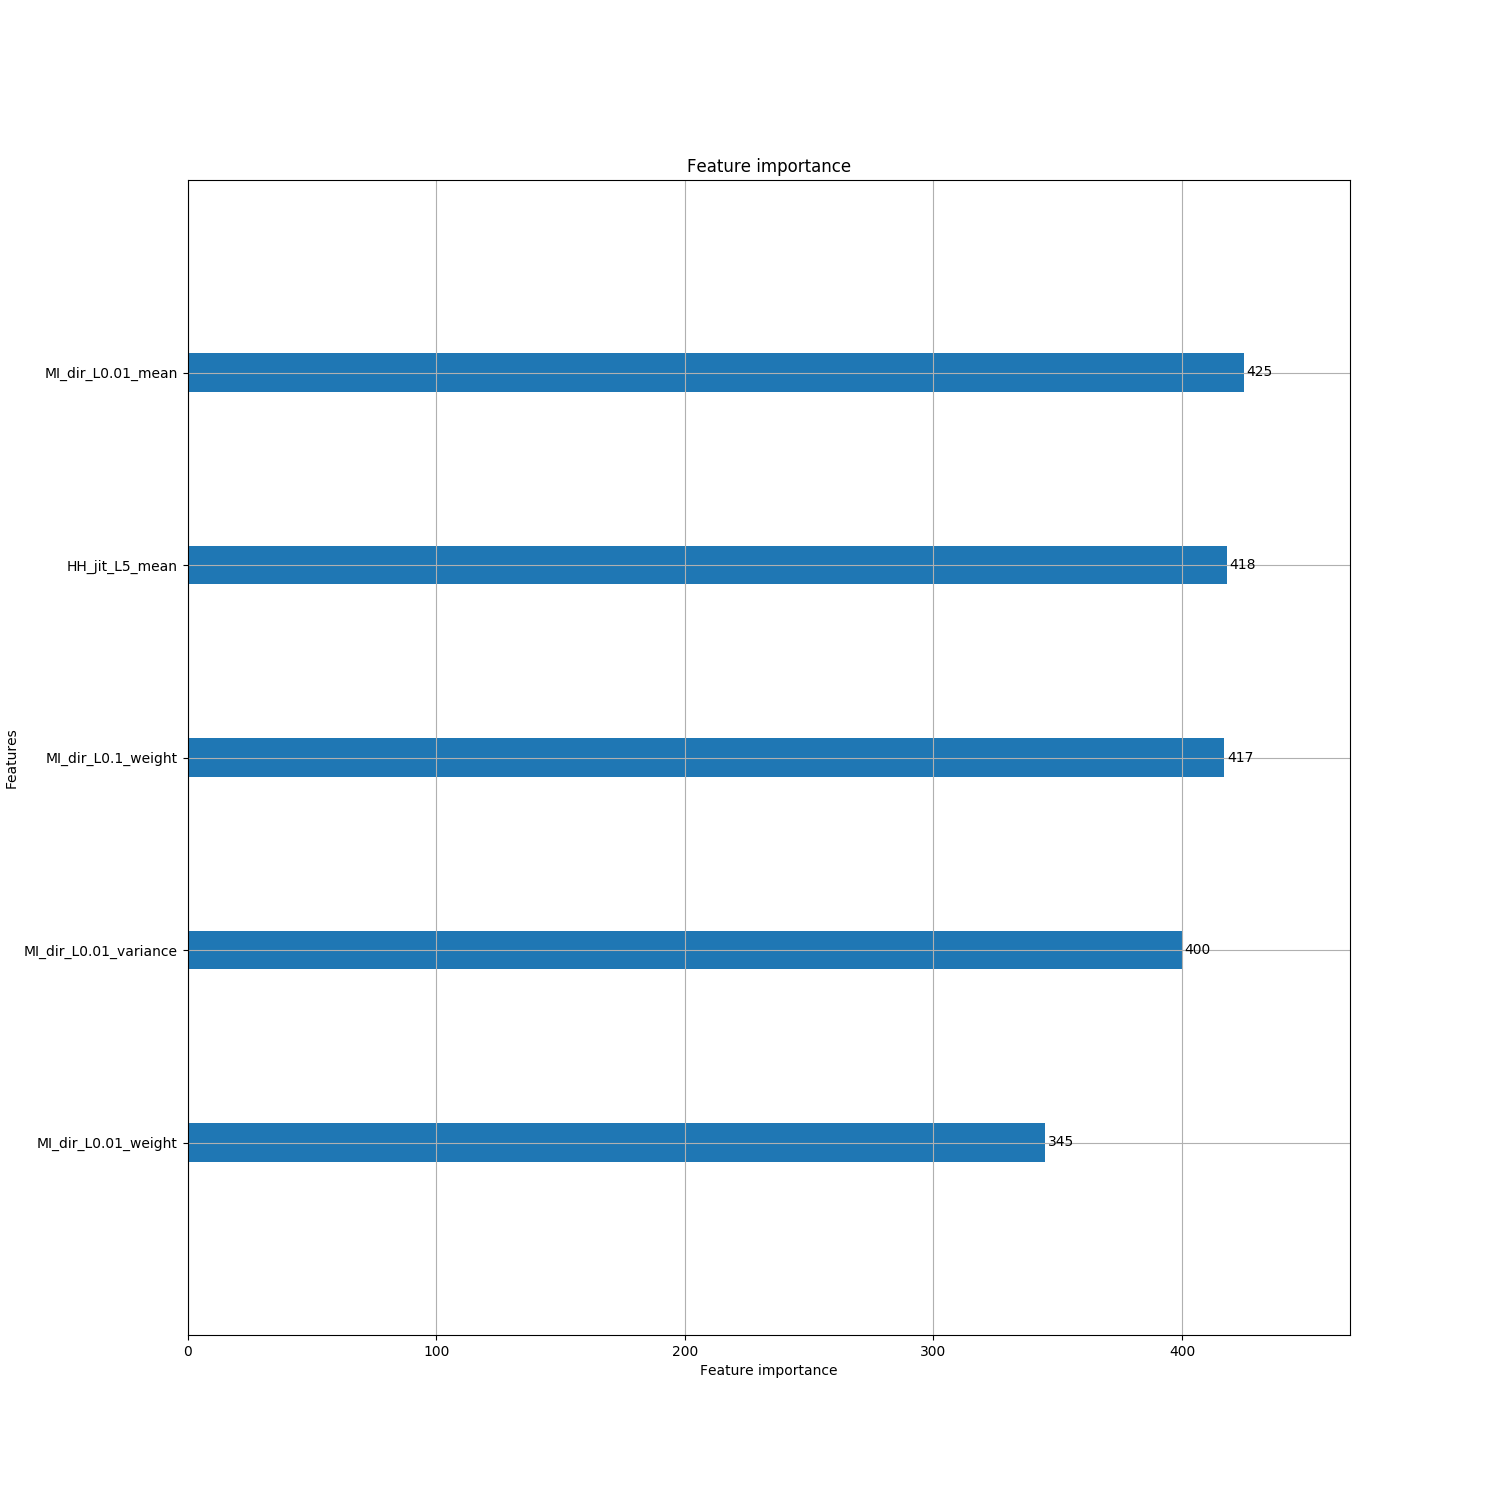 Feature importance
MI_dir_L0.01_mean
425
HH_jit_L5_mean
418
MI_dir_L0.1_weight
417
Features
MI_dir_L0.01_variance
400
MI_dir_L0.01_weight
345
0 100 200 300 400
Feature importance